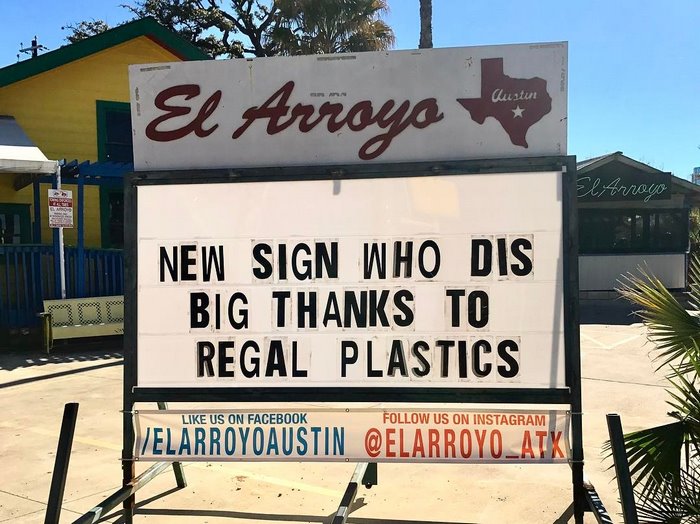 El Arroyo
Austin
El Arroyo
NEW SIGN WHO DIS
BIG THANKS TO
REGAL PLASTICS
LIKE US ON FACEBOOK
/ELARROYOAUSTIN
FOLLOW US ON INSTAGRAM
@ELARROYO_ATX